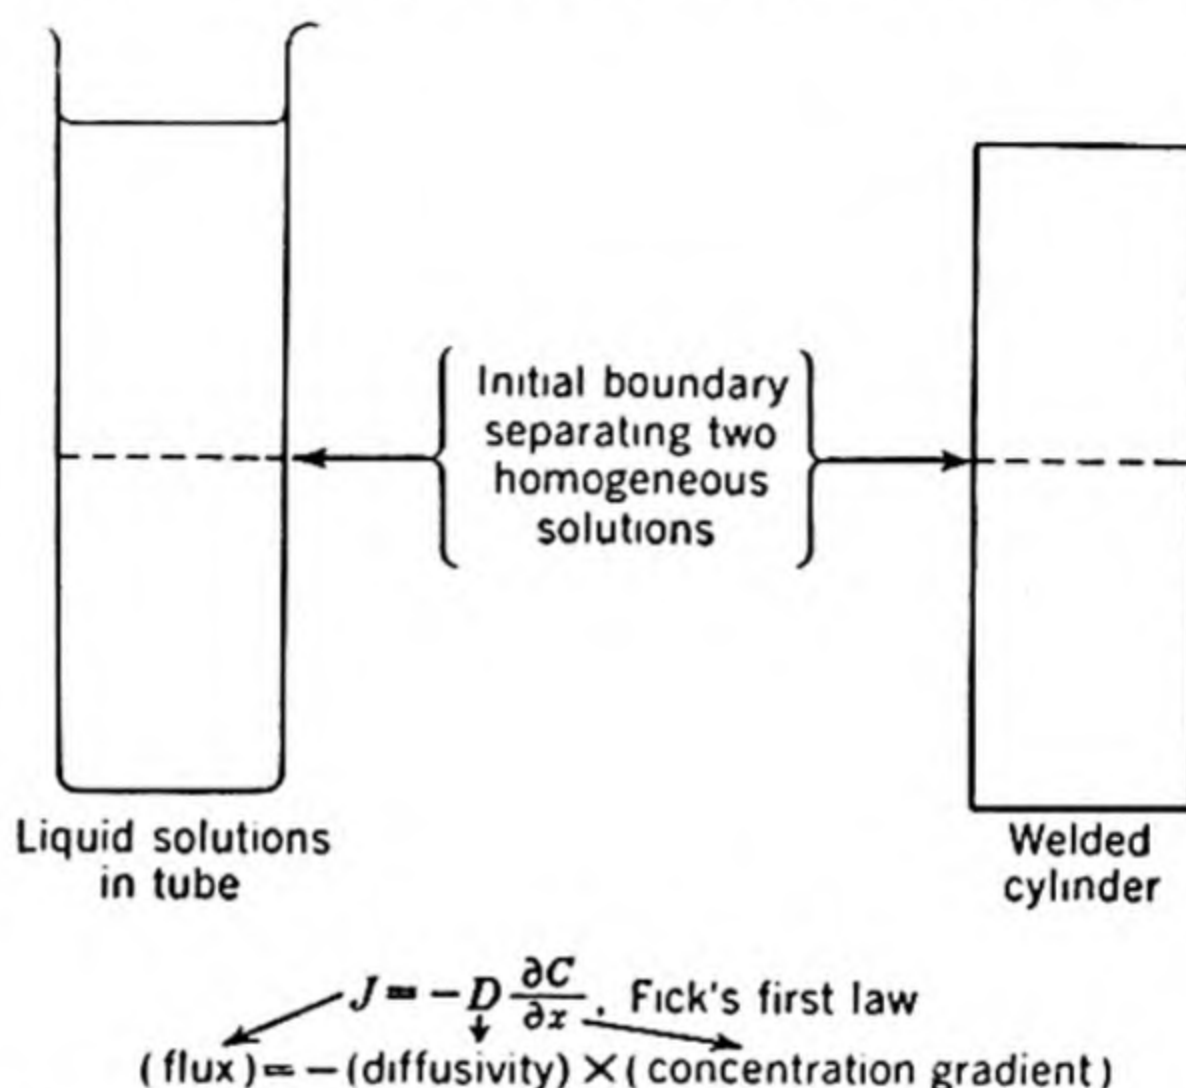 Initial boundary
separating two
homogeneous
solutions
Liquid solutions
in tube
Welded
cylinder
J = -D ∂C/∂x. Fick's first law
(flux) = -(diffusivity) × (concentration gradient)